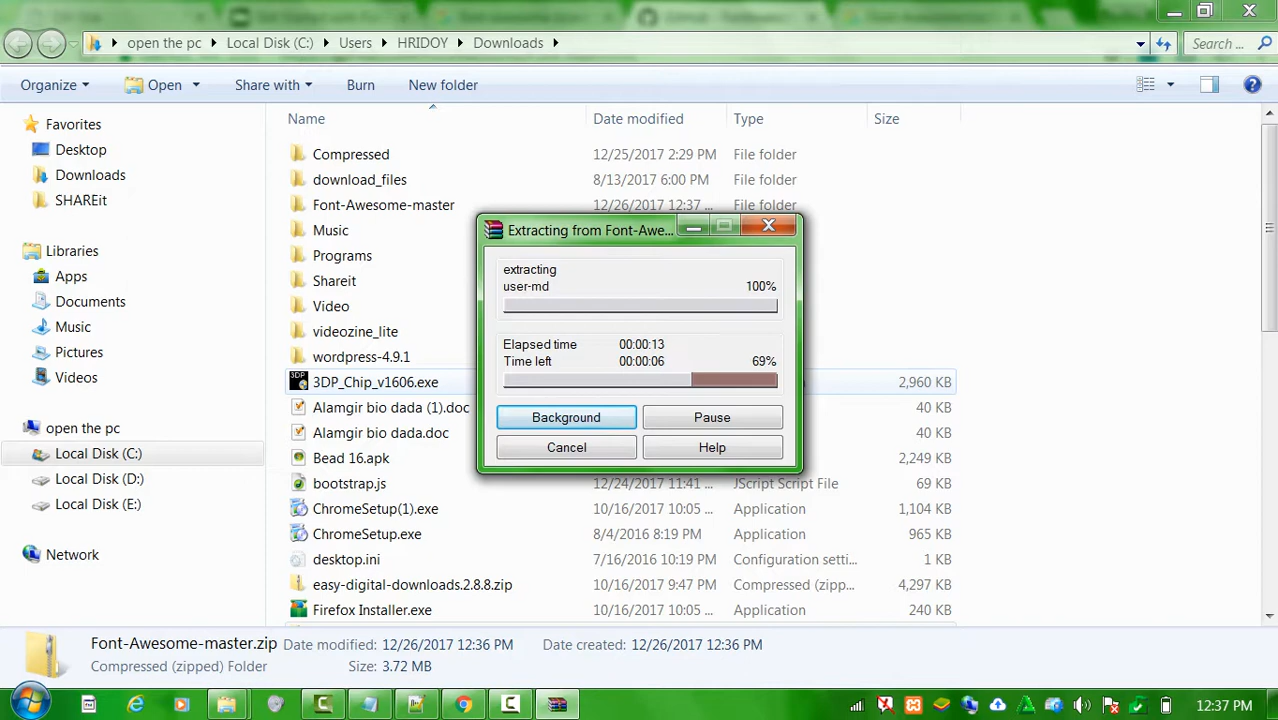 open the pc Local Disk (C:) Users HRIDOY Downloads Search ...
Organize Open Share with Burn New folder
Name Date modified Type Size
Favorites
Desktop
Downloads
SHAREit
Libraries
Apps
Documents
Music
Pictures
Videos
open the pc
Local Disk (C:)
Local Disk (D:)
Local Disk (E:)
Network
Compressed 12/25/2017 2:29 PM File folder
download_files 8/13/2017 6:00 PM File folder
Font-Awesome-master 12/26/2017 12:37 ... File folder
Music
Programs
Shareit
Video
videozine_lite
wordpress-4.9.1
3DP_Chip_v1606.exe 2,960 KB
Alamgir bio dada (1).doc 40 KB
Alamgir bio dada.doc 40 KB
Bead 16.apk 2,249 KB
bootstrap.js 12/24/2017 11:41 ... JScript Script File 69 KB
ChromeSetup(1).exe 10/16/2017 10:05 ... Application 1,104 KB
ChromeSetup.exe 8/4/2016 8:19 PM Application 965 KB
desktop.ini 7/16/2016 10:19 PM Configuration setti... 1 KB
easy-digital-downloads.2.8.8.zip 10/16/2017 9:47 PM Compressed (zipp... 4,297 KB
Firefox Installer.exe 10/16/2017 10:05 ... Application 240 KB
Extracting from Font-Awe...
extracting
user-md 100%
Elapsed time 00:00:13
Time left 00:00:06 69%
Background Pause
Cancel Help
Font-Awesome-master.zip Date modified: 12/26/2017 12:36 PM Date created: 12/26/2017 12:36 PM
Compressed (zipped) Folder Size: 3.72 MB
12:37 PM